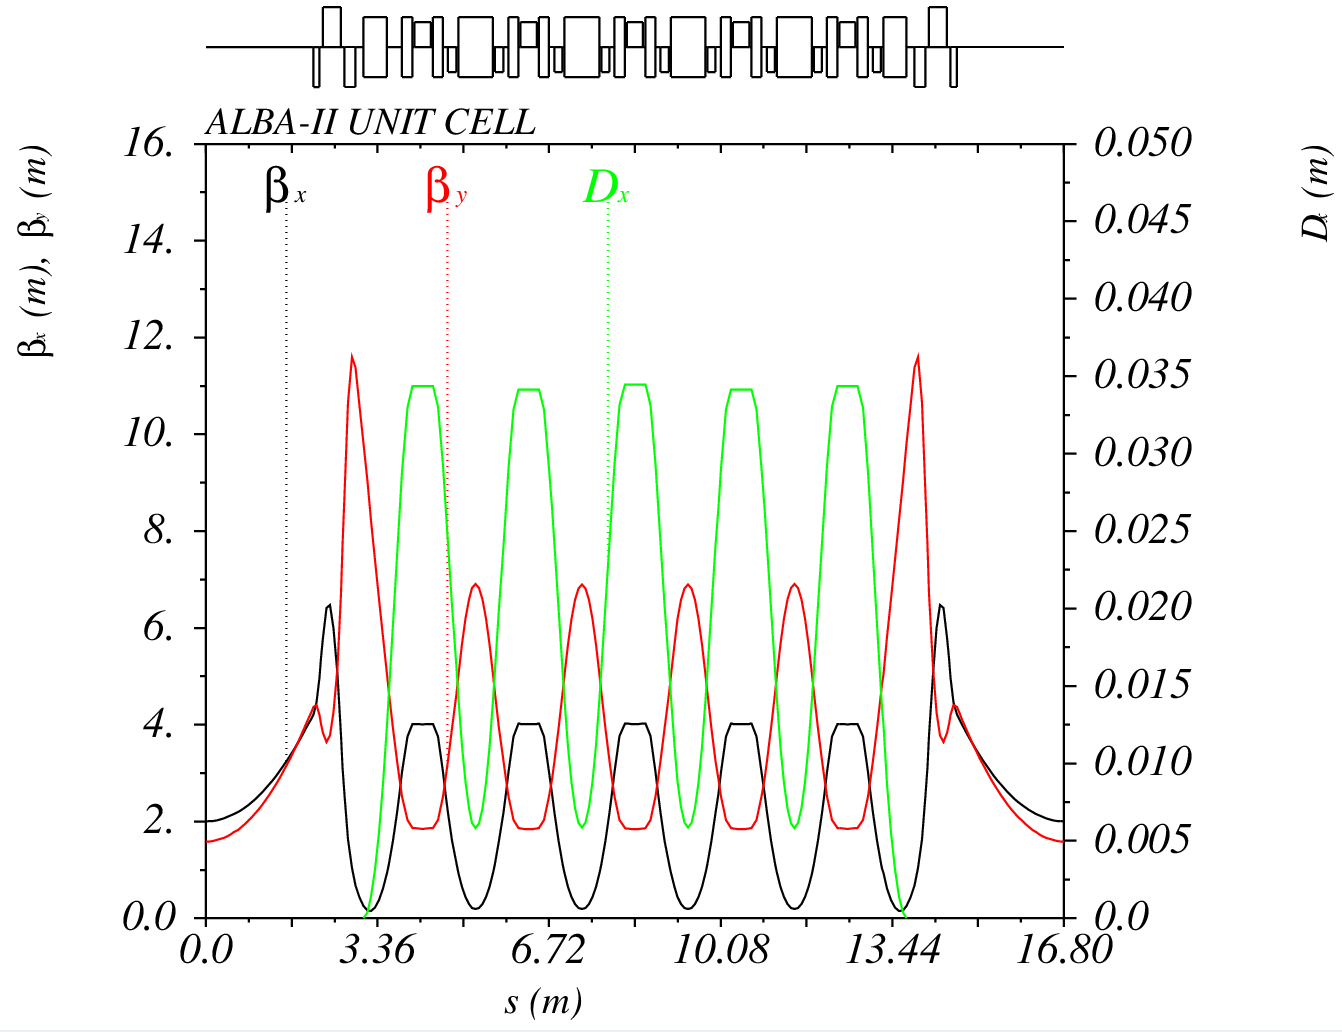 ALBA-II UNIT CELL
βx (m), βy (m)
16.
14.
12.
10.
8.
6.
4.
2.
0.0
βx
βy
Dx
0.050
0.045
0.040
0.035
0.030
0.025
0.020
0.015
0.010
0.005
0.0
Dx (m)
0.0 3.36 6.72 10.08 13.44 16.80
s (m)